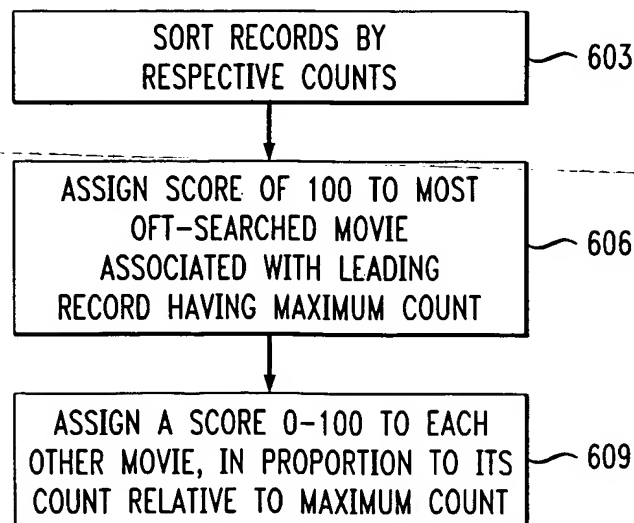 SORT RECORDS BY
RESPECTIVE COUNTS
603
ASSIGN SCORE OF 100 TO MOST
OFT-SEARCHED MOVIE
ASSOCIATED WITH LEADING
RECORD HAVING MAXIMUM COUNT
606
ASSIGN A SCORE 0-100 TO EACH
OTHER MOVIE, IN PROPORTION TO ITS
COUNT RELATIVE TO MAXIMUM COUNT
609